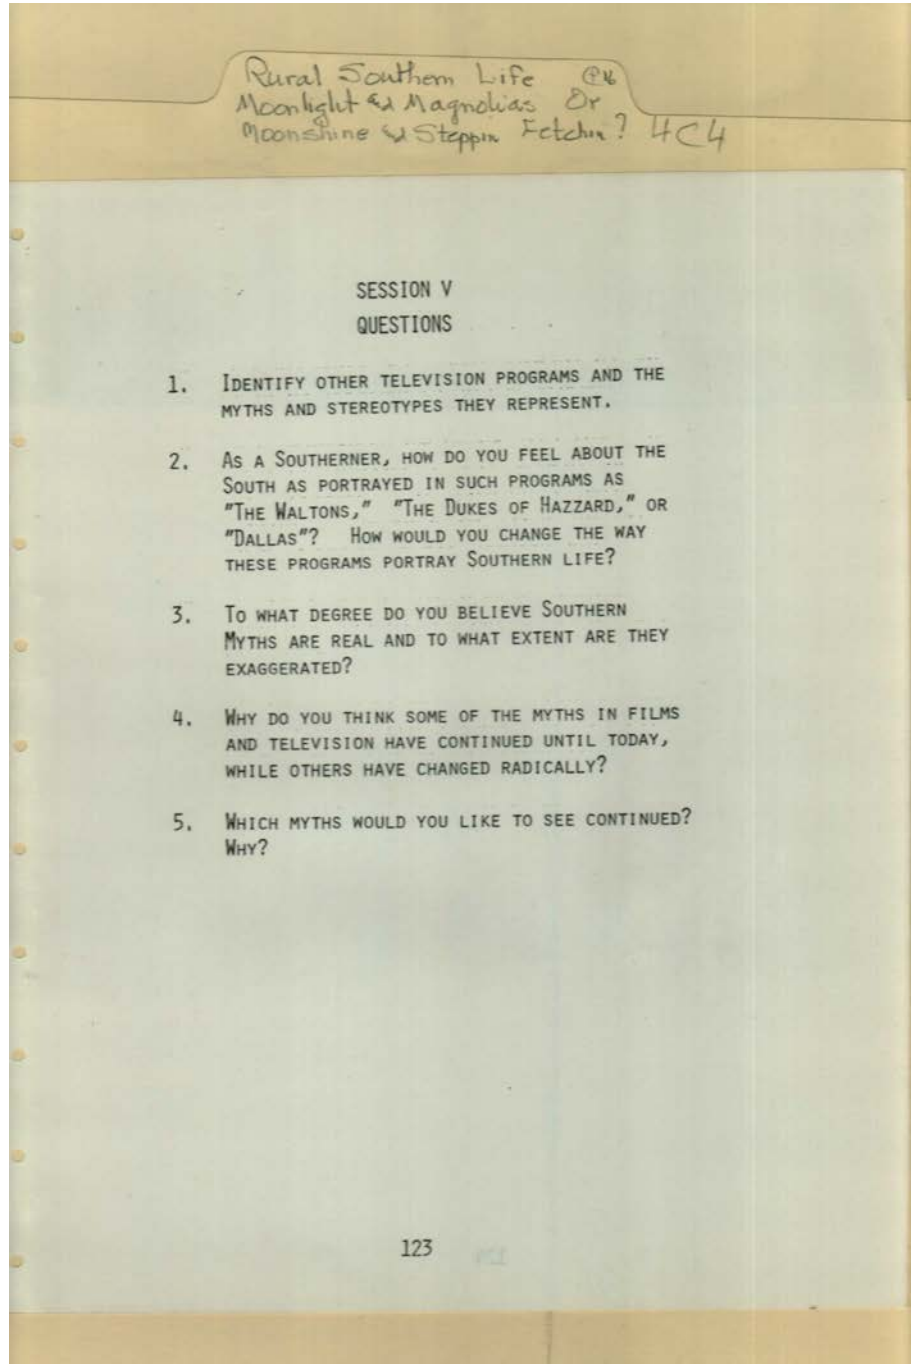 Rural Southern Life
Moonlight & Magnolias Or
Moonshine & Steppin Fetchin? 4C4
SESSION V
QUESTIONS
1. IDENTIFY OTHER TELEVISION PROGRAMS AND THE
MYTHS AND STEREOTYPES THEY REPRESENT.
2. AS A SOUTHERNER, HOW DO YOU FEEL ABOUT THE
SOUTH AS PORTRAYED IN SUCH PROGRAMS AS
"THE WALTONS," "THE DUKES OF HAZZARD," OR
"DALLAS"? HOW WOULD YOU CHANGE THE WAY
THESE PROGRAMS PORTRAY SOUTHERN LIFE?
3. TO WHAT DEGREE DO YOU BELIEVE SOUTHERN
MYTHS ARE REAL AND TO WHAT EXTENT ARE THEY
EXAGGERATED?
4. WHY DO YOU THINK SOME OF THE MYTHS IN FILMS
AND TELEVISION HAVE CONTINUED UNTIL TODAY,
WHILE OTHERS HAVE CHANGED RADICALLY?
5. WHICH MYTHS WOULD YOU LIKE TO SEE CONTINUED?
WHY?
123